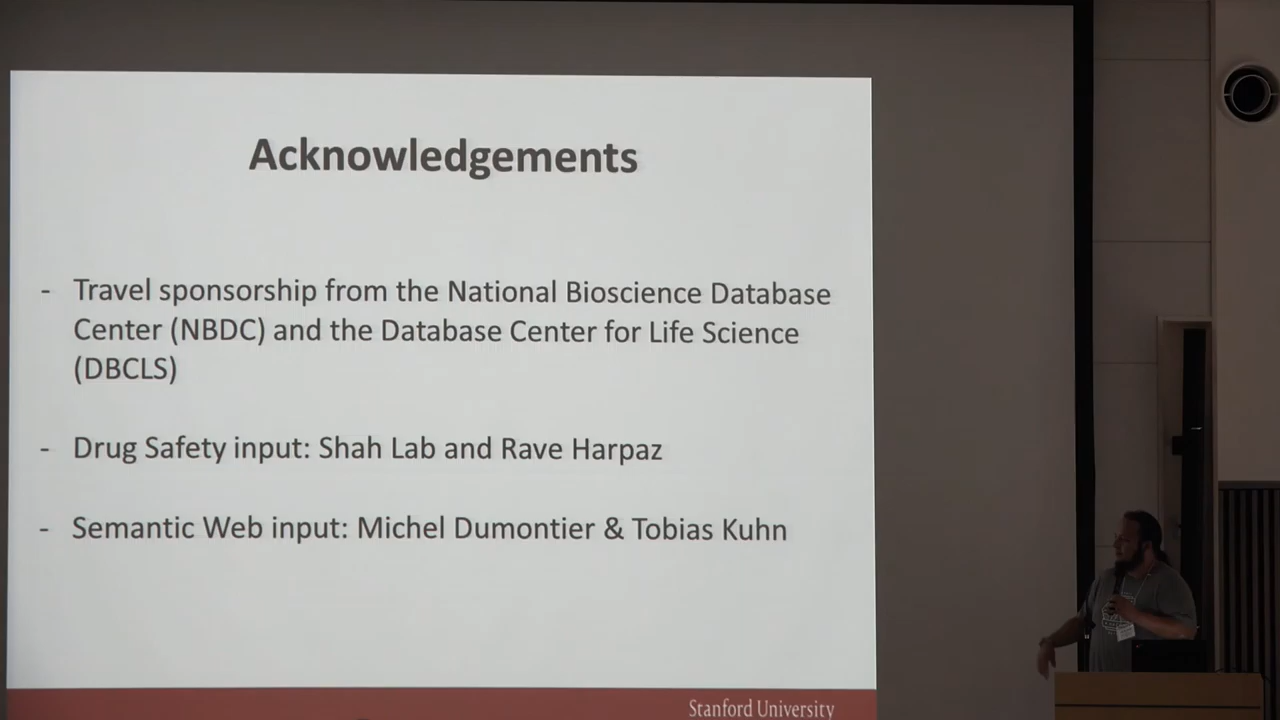 Acknowledgements
- Travel sponsorship from the National Bioscience Database
Center (NBDC) and the Database Center for Life Science
(DBCLS)
- Drug Safety input: Shah Lab and Rave Harpaz
- Semantic Web input: Michel Dumontier & Tobias Kuhn
Stanford University